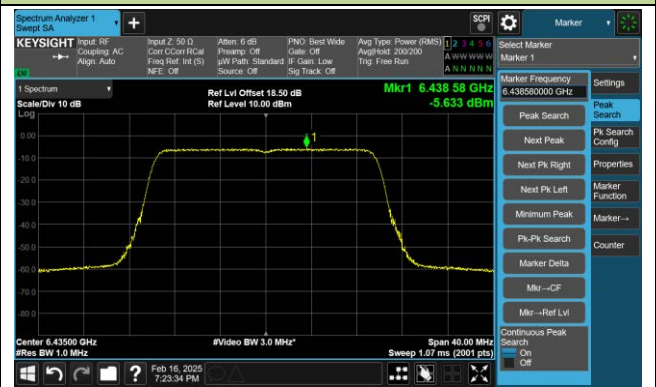 Spectrum Analyzer 1
Swept SA
SCPI
Marker
KEYSIGHT
Input: RF
Coupling: AC
Align: Auto
Input Z: 50 Ω
Corr CCorr RCal
Freq Ref: Int (S)
NFE: Off
Atten: 6 dB
Preamp: Off
µW Path: Standard
Source: Off
PNO: Best Wide
Gate: Off
IF Gain: Low
Sig Track: Off
Avg Type: Power (RMS)
Avg|Hold: 200/200
Trig: Free Run
1 2 3 4 5 6
A W W W W W
A N N N N N
Select Marker
Marker 1
1 Spectrum
Scale/Div 10 dB
Log
Ref Lvl Offset 18.50 dB
Ref Level 10.00 dBm
Mkr1 6.438 58 GHz
-5.633 dBm
0.00
-10.0
-20.0
-30.0
-40.0
-50.0
-60.0
-70.0
-80.0
1
Center 6.43500 GHz
#Res BW 1.0 MHz
#Video BW 3.0 MHz*
Span 40.00 MHz
Sweep 1.07 ms (2001 pts)
Marker Frequency
6.438580000 GHz
Peak Search
Next Peak
Next Pk Right
Next Pk Left
Minimum Peak
Pk-Pk Search
Marker Delta
Mkr→CF
Mkr→Ref Lvl
Continuous Peak
Search
On
Off
Settings
Peak
Search
Pk Search
Config
Properties
Marker
Function
Marker→
Counter
?
Feb 16, 2025
7:23:34 PM